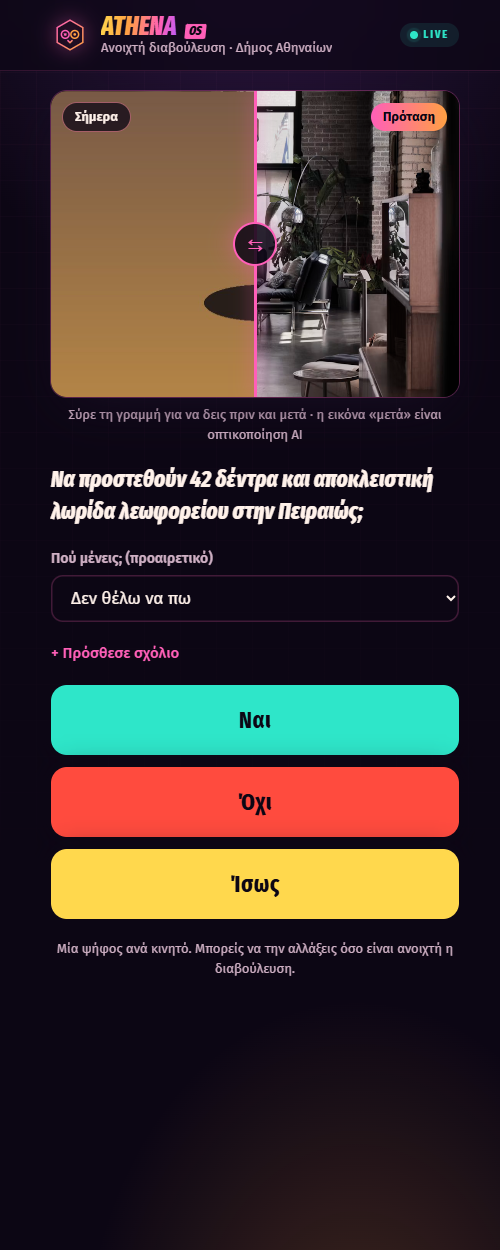 ATHENA OS
Ανοιχτή διαβούλευση · Δήμος Αθηναίων
LIVE
Σήμερα
Πρόταση
Σύρε τη γραμμή για να δεις πριν και μετά · η εικόνα «μετά» είναι
οπτικοποίηση AI
Να προστεθούν 42 δέντρα και αποκλειστική
λωρίδα λεωφορείου στην Πειραιώς;
Πού μένεις; (προαιρετικό)
Δεν θέλω να πω
+ Πρόσθεσε σχόλιο
Ναι
Όχι
Ίσως
Μία ψήφος ανά κινητό. Μπορείς να την αλλάξεις όσο είναι ανοιχτή η
διαβούλευση.